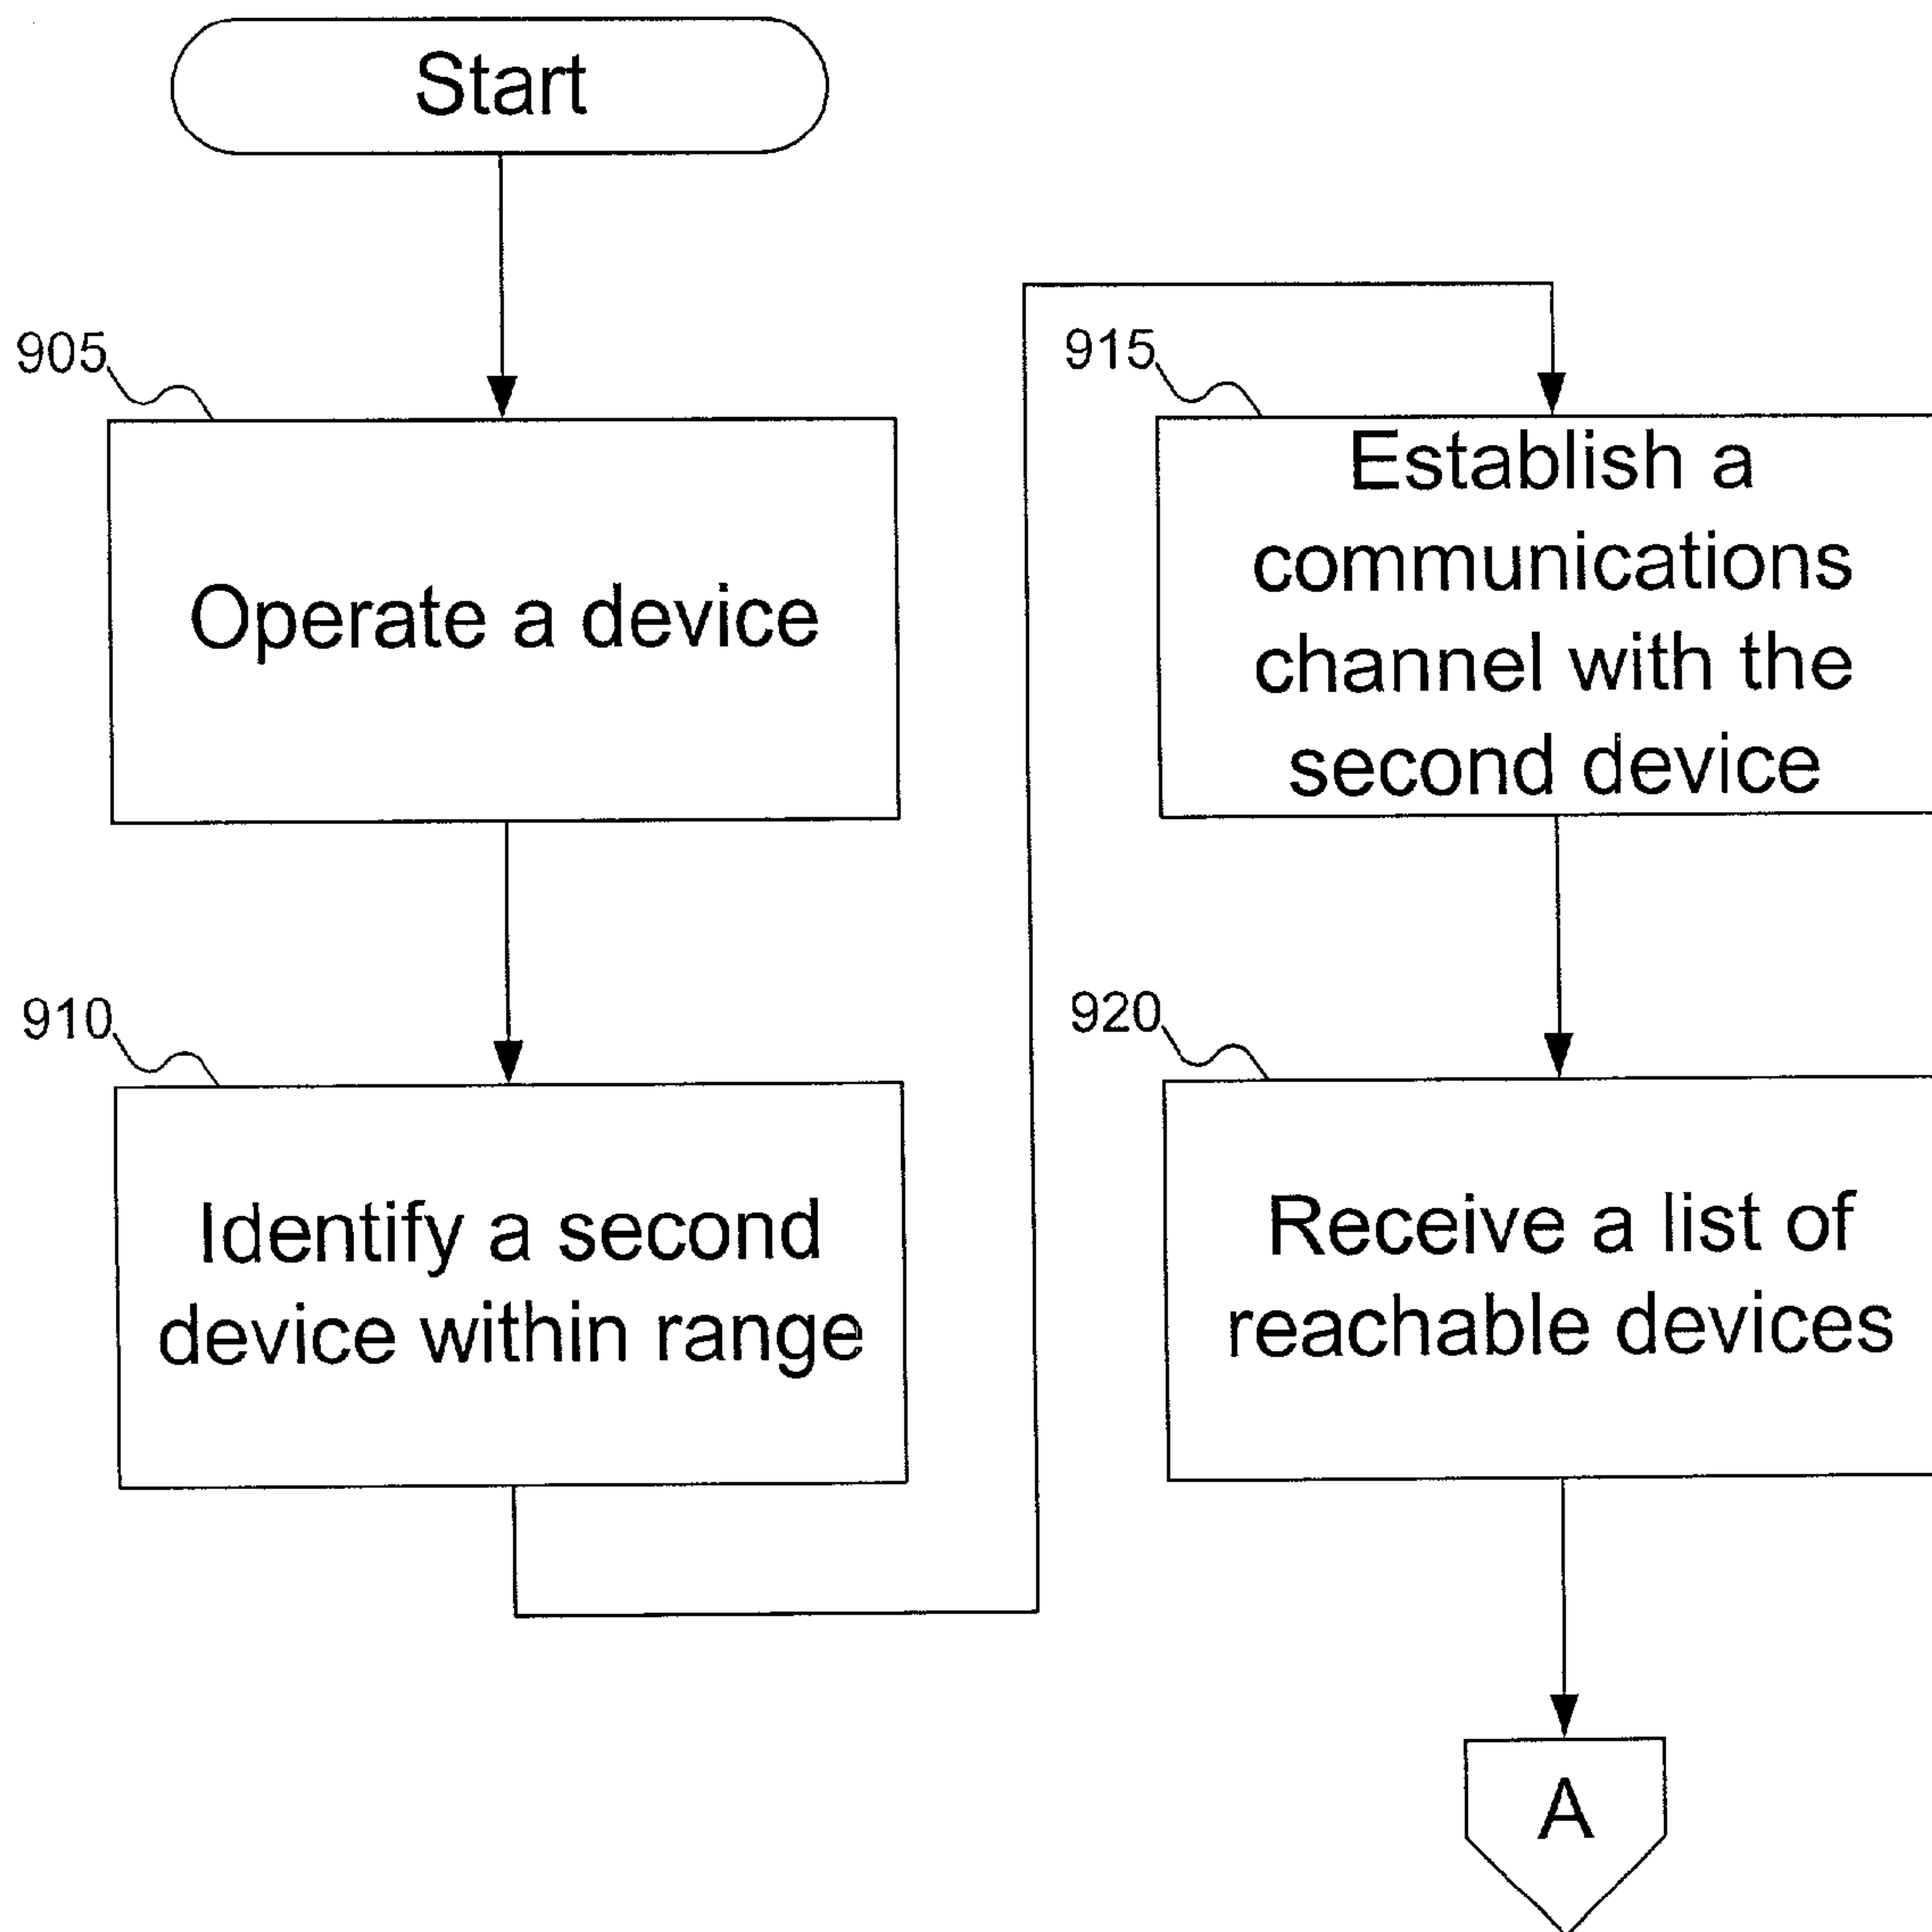 Start
905
Operate a device
910
Identify a second
device within range
915
Establish a
communications
channel with the
second device
920
Receive a list of
reachable devices
A